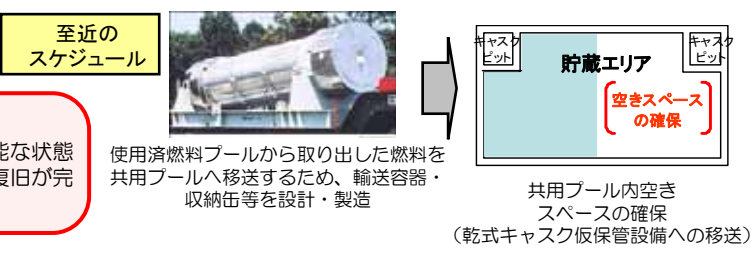 至近の
スケジュール
能な状態
復旧が完
使用済燃料プールから取り出した燃料を
共用プールへ移送するため、輸送容器・
収納缶等を設計・製造
キャスク
ピット
キャスク
ピット
貯蔵エリア
空きスペース
の確保
共用プール内空き
スペースの確保
（乾式キャスク仮保管設備への移送）